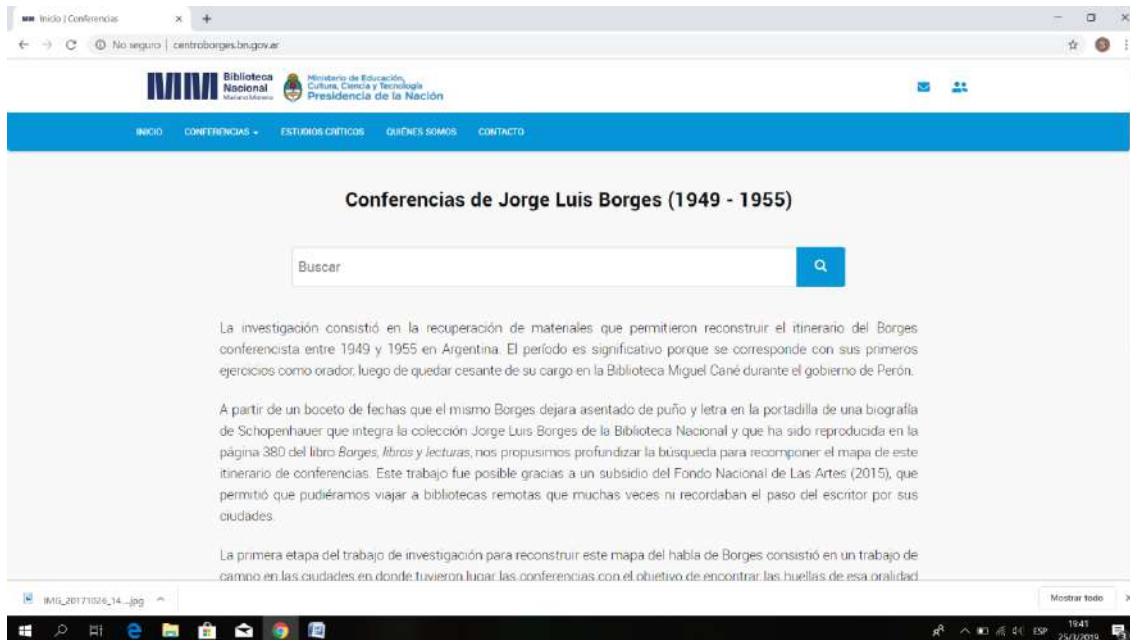 Inicio | Conferencias
No seguro | centroborges.bn.gov.ar
Biblioteca
Nacional
Mariano Moreno
Ministerio de Educación,
Cultura, Ciencia y Tecnología
Presidencia de la Nación
INICIO CONFERENCIAS ESTUDIOS CRÍTICOS QUIÉNES SOMOS CONTACTO
Conferencias de Jorge Luis Borges (1949 - 1955)
Buscar
La investigación consistió en la recuperación de materiales que permitieron reconstruir el itinerario del Borges
conferencista entre 1949 y 1955 en Argentina. El período es significativo porque se corresponde con sus primeros
ejercicios como orador, luego de quedar cesante de su cargo en la Biblioteca Miguel Cané durante el gobierno de Perón.
A partir de un boceto de fechas que el mismo Borges dejara asentado de puño y letra en la portadilla de una biografía
de Schopenhauer que integra la colección Jorge Luis Borges de la Biblioteca Nacional y que ha sido reproducida en la
página 380 del libro Borges, libros y lecturas, nos propusimos profundizar la búsqueda para recomponer el mapa de este
itinerario de conferencias. Este trabajo fue posible gracias a un subsidio del Fondo Nacional de Las Artes (2015), que
permitió que pudiéramos viajar a bibliotecas remotas que muchas veces ni recordaban el paso del escritor por sus
ciudades.
La primera etapa del trabajo de investigación para reconstruir este mapa del habla de Borges consistió en un trabajo de
campo en las ciudades en donde tuvieron lugar las conferencias con el objetivo de encontrar las huellas de esa oralidad
IMG_20171026_14....jpg
Mostrar todo
ESP
19:41
25/3/2019